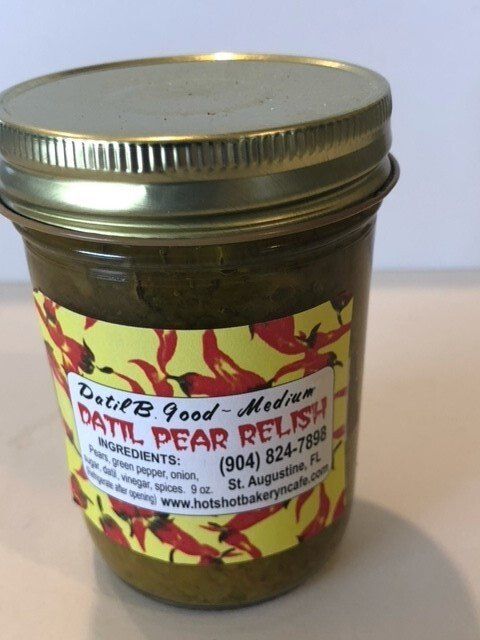 Datil B. Good ~ Medium
DATIL PEAR RELISH
INGREDIENTS:
Pears, green pepper, onion,
sugar, datil, vinegar, spices. 9 oz.
(refrigerate after opening)
(904) 824-7898
St. Augustine, FL
www.hotshotbakeryncafe.com